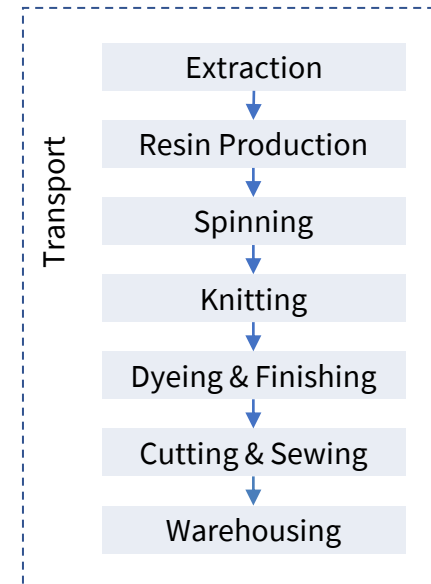 Transport
Extraction
Resin Production
Spinning
Knitting
Dyeing & Finishing
Cutting & Sewing
Warehousing